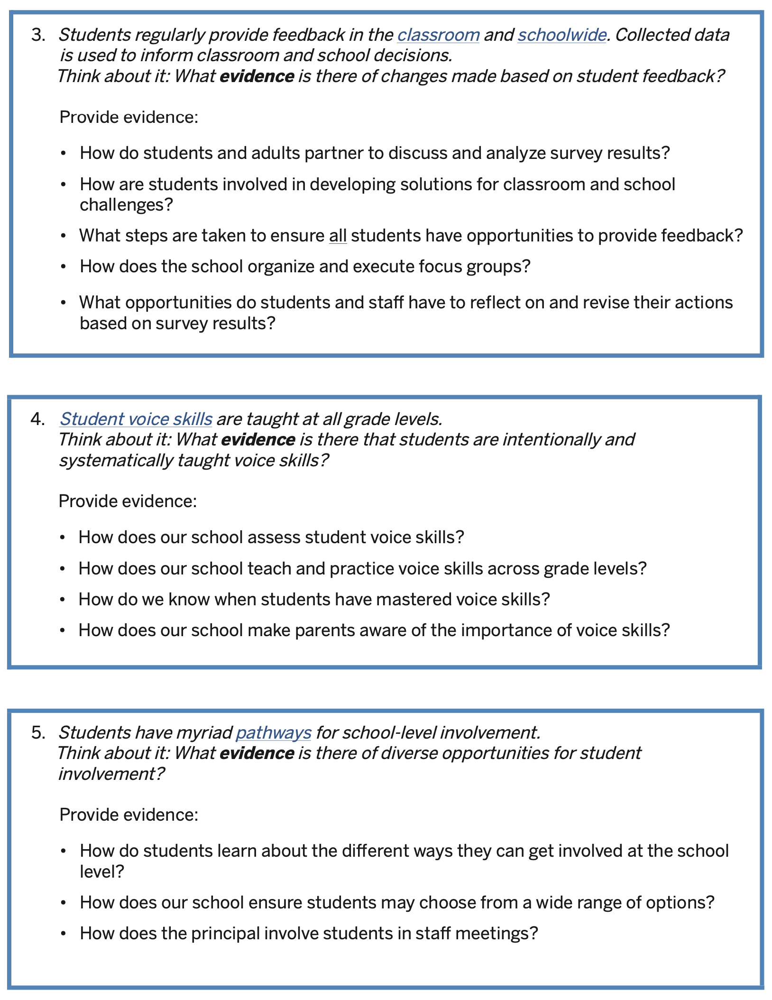 3. Students regularly provide feedback in the classroom and schoolwide. Collected data
is used to inform classroom and school decisions.
Think about it: What evidence is there of changes made based on student feedback?
Provide evidence:
• How do students and adults partner to discuss and analyze survey results?
• How are students involved in developing solutions for classroom and school
challenges?
• What steps are taken to ensure all students have opportunities to provide feedback?
• How does the school organize and execute focus groups?
• What opportunities do students and staff have to reflect on and revise their actions
based on survey results?
4. Student voice skills are taught at all grade levels.
Think about it: What evidence is there that students are intentionally and
systematically taught voice skills?
Provide evidence:
• How does our school assess student voice skills?
• How does our school teach and practice voice skills across grade levels?
• How do we know when students have mastered voice skills?
• How does our school make parents aware of the importance of voice skills?
5. Students have myriad pathways for school-level involvement.
Think about it: What evidence is there of diverse opportunities for student
involvement?
Provide evidence:
• How do students learn about the different ways they can get involved at the school
level?
• How does our school ensure students may choose from a wide range of options?
• How does the principal involve students in staff meetings?